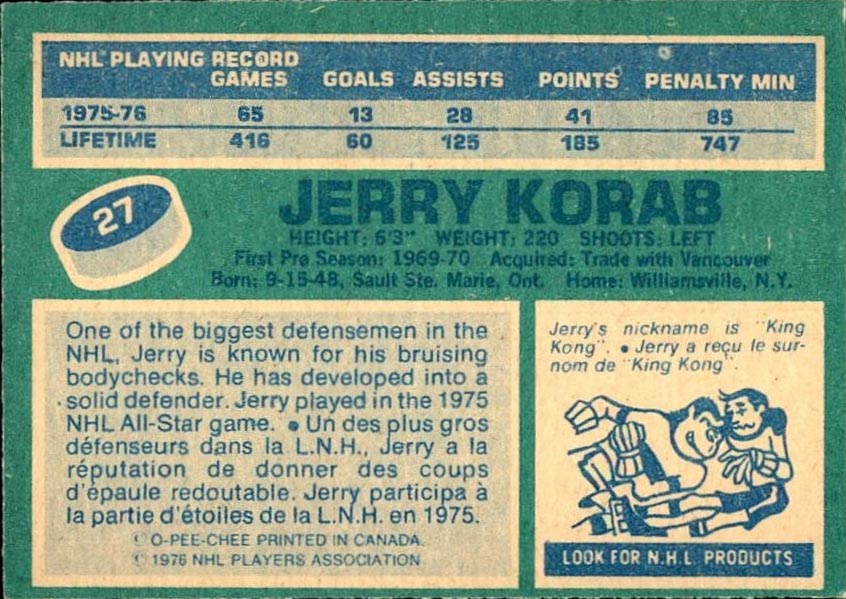 NHL PLAYING RECORD
GAMES GOALS ASSISTS POINTS PENALTY MIN
1975-76 65 13 28 41 85
LIFETIME 416 60 125 185 747
27
JERRY KORAB
HEIGHT: 6'3" WEIGHT: 220 SHOOTS: LEFT
First Pro Season: 1969-70 Acquired: Trade with Vancouver
Born: 9-15-48, Sault Ste. Marie, Ont. Home: Williamsville, N.Y.
One of the biggest defensemen in the
NHL, Jerry is known for his bruising
bodychecks. He has developed into a
solid defender. Jerry played in the 1975
NHL All-Star game. • Un des plus gros
défenseurs dans la L.N.H., Jerry a la
réputation de donner des coups
d'épaule redoutable. Jerry participa à
la partie d'étoiles de la L.N.H. en 1975.
© O-PEE-CHEE PRINTED IN CANADA.
© 1976 NHL PLAYERS ASSOCIATION
Jerry's nickname is "King
Kong". • Jerry a reçu le sur-
nom de "King Kong".
LOOK FOR N.H.L. PRODUCTS